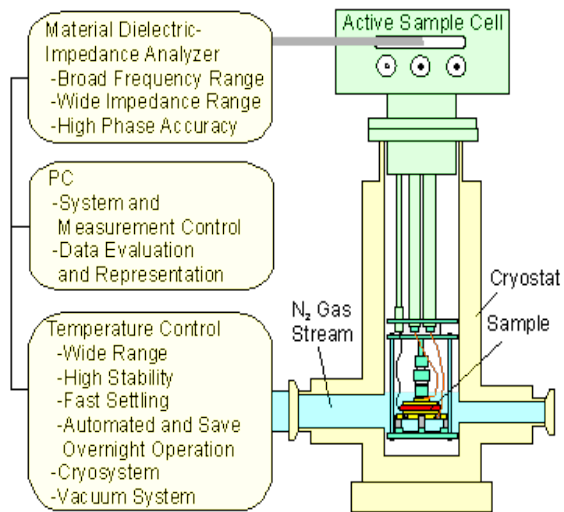 Material Dielectric-
Impedance Analyzer
-Broad Frequency Range
-Wide Impedance Range
-High Phase Accuracy
PC
-System and
Measurement Control
-Data Evaluation
and Representation
Temperature Control
-Wide Range
-High Stability
-Fast Settling
-Automated and Save
Overnight Operation
-Cryosystem
-Vacuum System
Active Sample Cell
N₂ Gas
Stream
Cryostat
Sample